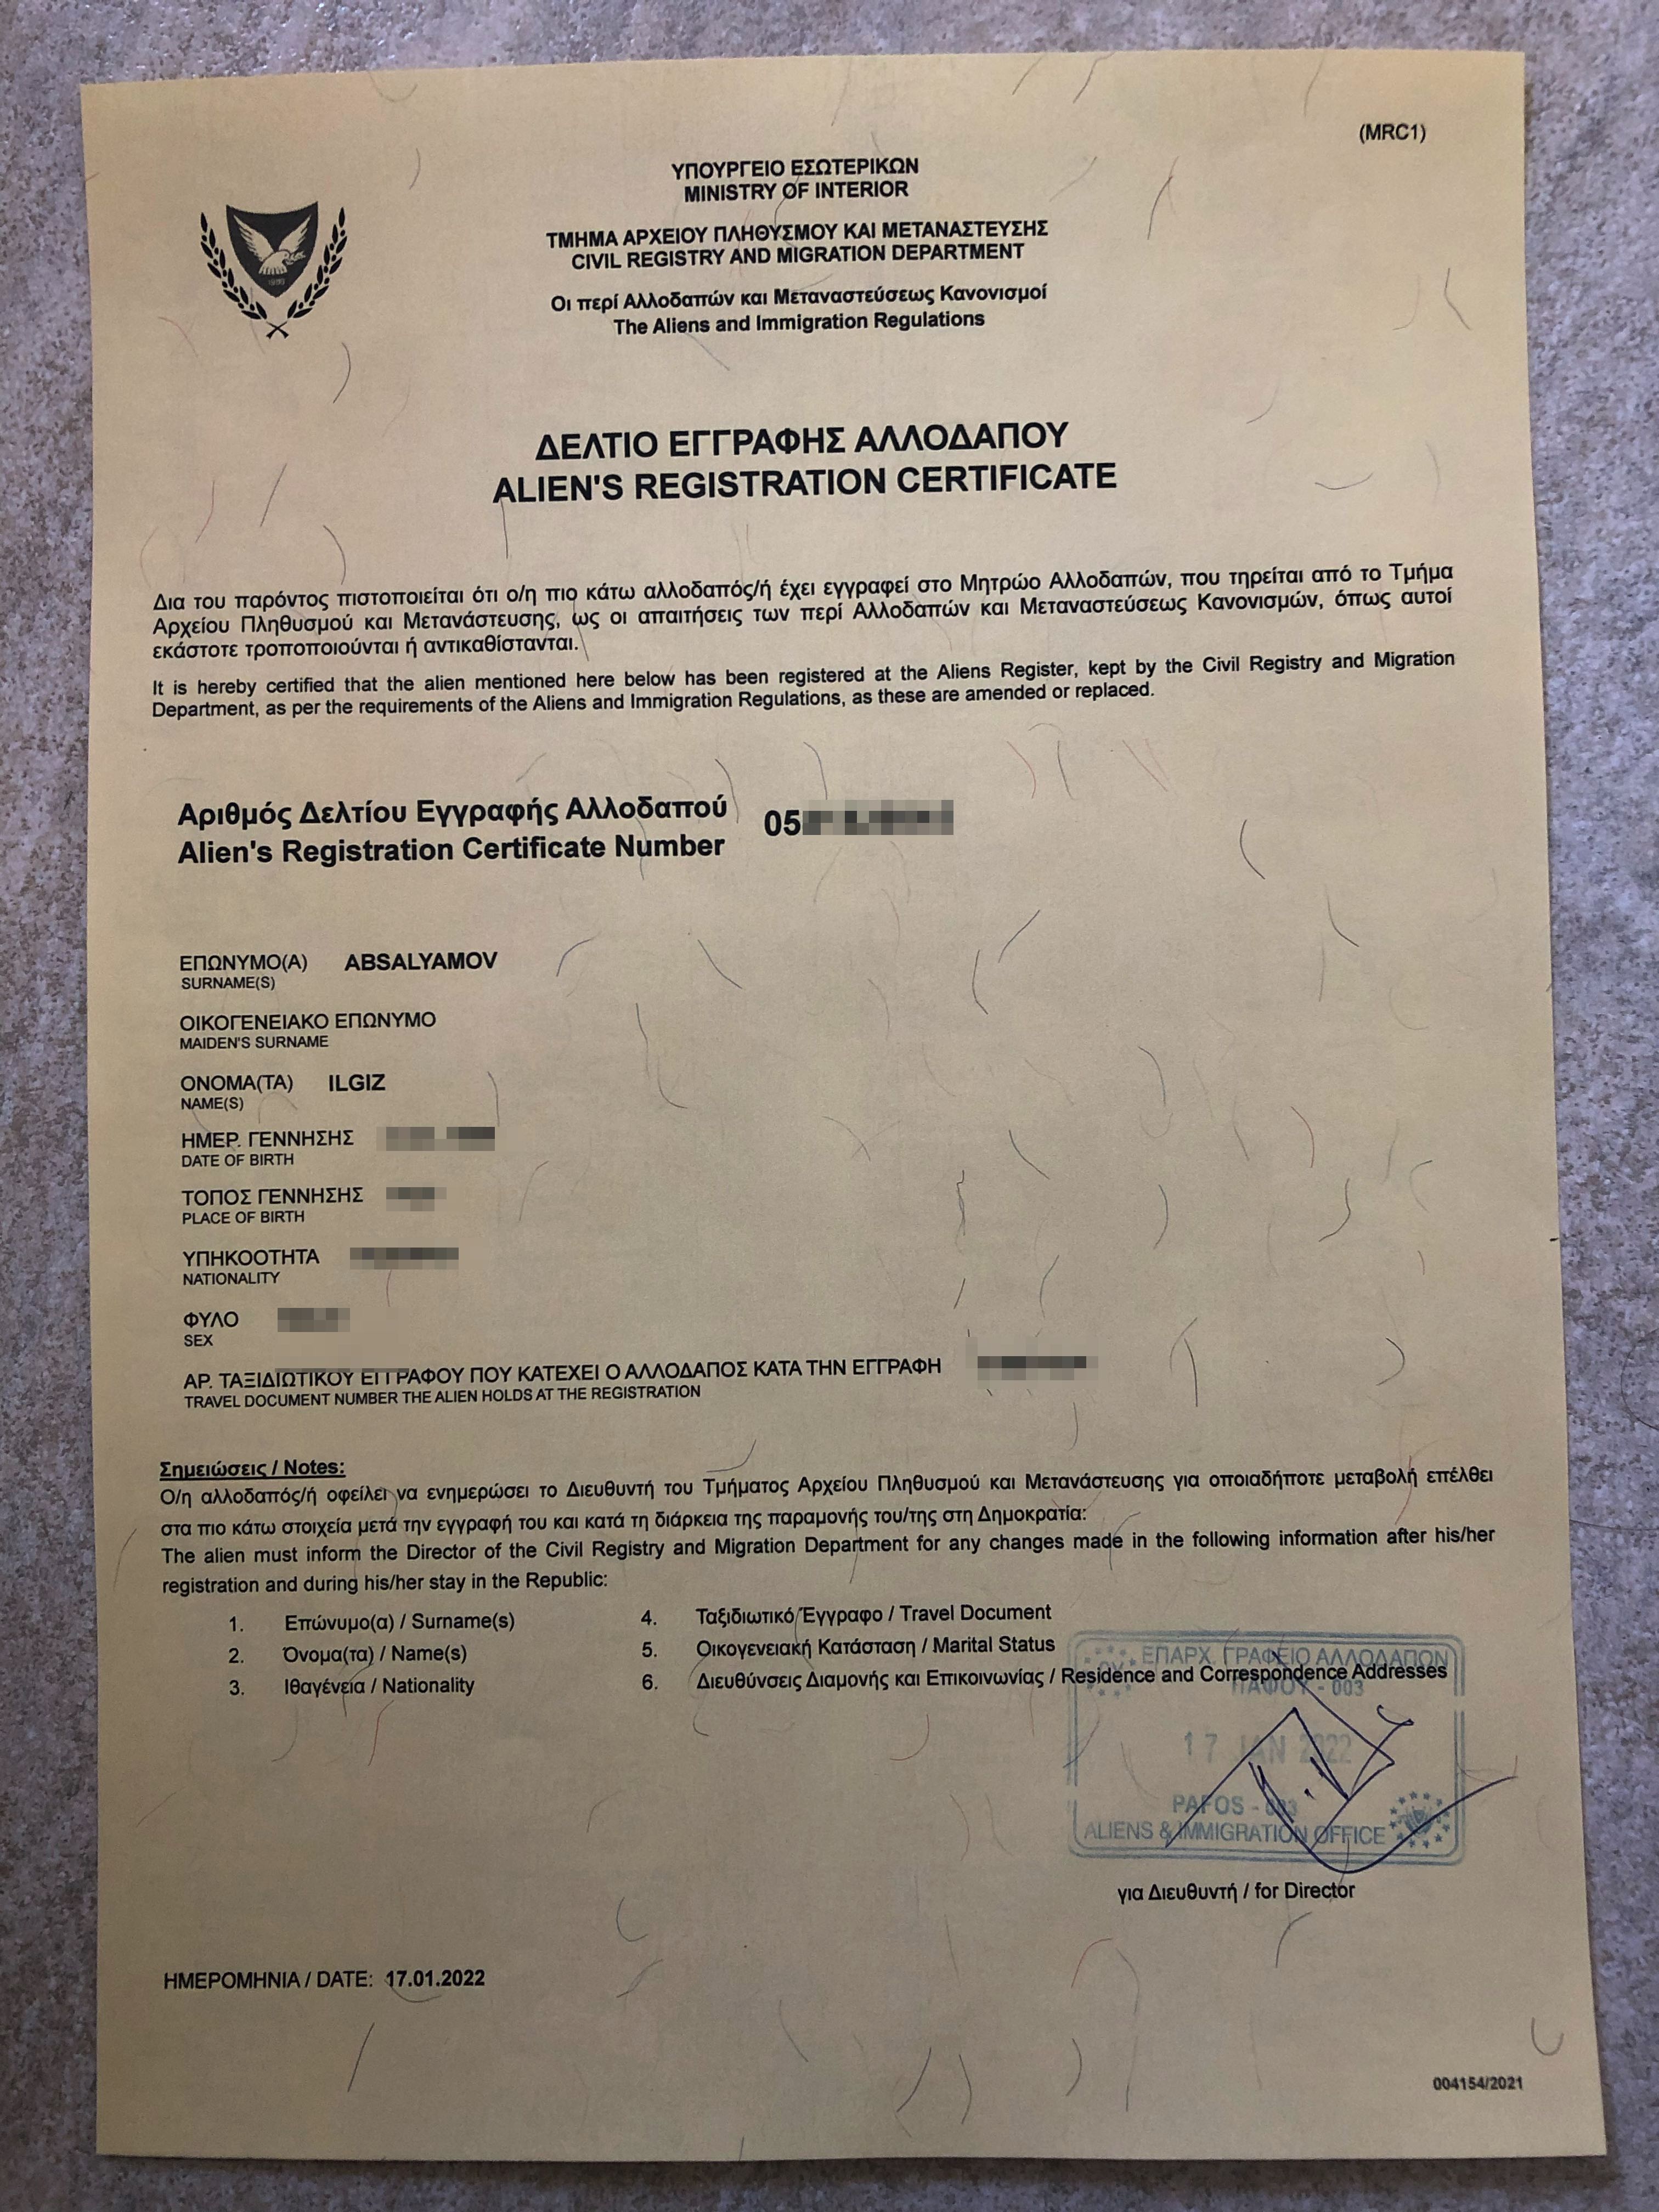 (MRC1)
ΥΠΟΥΡΓΕΙΟ ΕΣΩΤΕΡΙΚΩΝ
MINISTRY OF INTERIOR
ΤΜΗΜΑ ΑΡΧΕΙΟΥ ΠΛΗΘΥΣΜΟΥ ΚΑΙ ΜΕΤΑΝΑΣΤΕΥΣΗΣ
CIVIL REGISTRY AND MIGRATION DEPARTMENT
Οι περί Αλλοδαπών και Μεταναστεύσεως Κανονισμοί
The Aliens and Immigration Regulations
ΔΕΛΤΙΟ ΕΓΓΡΑΦΗΣ ΑΛΛΟΔΑΠΟΥ
ALIEN'S REGISTRATION CERTIFICATE
Δια του παρόντος πιστοποιείται ότι ο/η πιο κάτω αλλοδαπός/ή έχει εγγραφεί στο Μητρώο Αλλοδαπών, που τηρείται από το Τμήμα
Αρχείου Πληθυσμού και Μετανάστευσης, ως οι απαιτήσεις των περί Αλλοδαπών και Μεταναστεύσεως Κανονισμών, όπως αυτοί
εκάστοτε τροποποιούνται ή αντικαθίστανται.
It is hereby certified that the alien mentioned here below has been registered at the Aliens Register, kept by the Civil Registry and Migration
Department, as per the requirements of the Aliens and Immigration Regulations, as these are amended or replaced.
Αριθμός Δελτίου Εγγραφής Αλλοδαπού 05
Alien's Registration Certificate Number
ΕΠΩΝΥΜΟ(Α) ABSALYAMOV
SURNAME(S)
ΟΙΚΟΓΕΝΕΙΑΚΟ ΕΠΩΝΥΜΟ
MAIDEN'S SURNAME
ΟΝΟΜΑ(ΤΑ) ILGIZ
NAME(S)
ΗΜΕΡ. ΓΕΝΝΗΣΗΣ
DATE OF BIRTH
ΤΟΠΟΣ ΓΕΝΝΗΣΗΣ
PLACE OF BIRTH
ΥΠΗΚΟΟΤΗΤΑ
NATIONALITY
ΦΥΛΟ
SEX
ΑΡ. ΤΑΞΙΔΙΩΤΙΚΟΥ ΕΓΓΡΑΦΟΥ ΠΟΥ ΚΑΤΕΧΕΙ Ο ΑΛΛΟΔΑΠΟΣ ΚΑΤΑ ΤΗΝ ΕΓΓΡΑΦΗ
TRAVEL DOCUMENT NUMBER THE ALIEN HOLDS AT THE REGISTRATION
Σημειώσεις / Notes:
Ο/η αλλοδαπός/ή οφείλει να ενημερώσει το Διευθυντή του Τμήματος Αρχείου Πληθυσμού και Μετανάστευσης για οποιαδήποτε μεταβολή επέλθει
στα πιο κάτω στοιχεία μετά την εγγραφή του και κατά τη διάρκεια της παραμονής του/της στη Δημοκρατία:
The alien must inform the Director of the Civil Registry and Migration Department for any changes made in the following information after his/her
registration and during his/her stay in the Republic:
1. Επώνυμο(α) / Surname(s)
2. Όνομα(τα) / Name(s)
3. Ιθαγένεία / Nationality
4. Ταξιδιωτικό Έγγραφο / Travel Document
5. Οικογενειακή Κατάσταση / Marital Status
6. Διευθύνσεις Διαμονής και Επικοινωνίας / Residence and Correspondence Addresses
ΕΠΑΡΧ. ΓΡΑΦΕΙΟ ΑΛΛΟΔΑΠΩΝ
ΠΑΦΟΥ - 003
17 JAN 2022
PAFOS - 003
ALIENS & IMMIGRATION OFFICE
για Διευθυντή / for Director
ΗΜΕΡΟΜΗΝΙΑ / DATE: 17.01.2022
004154/2021